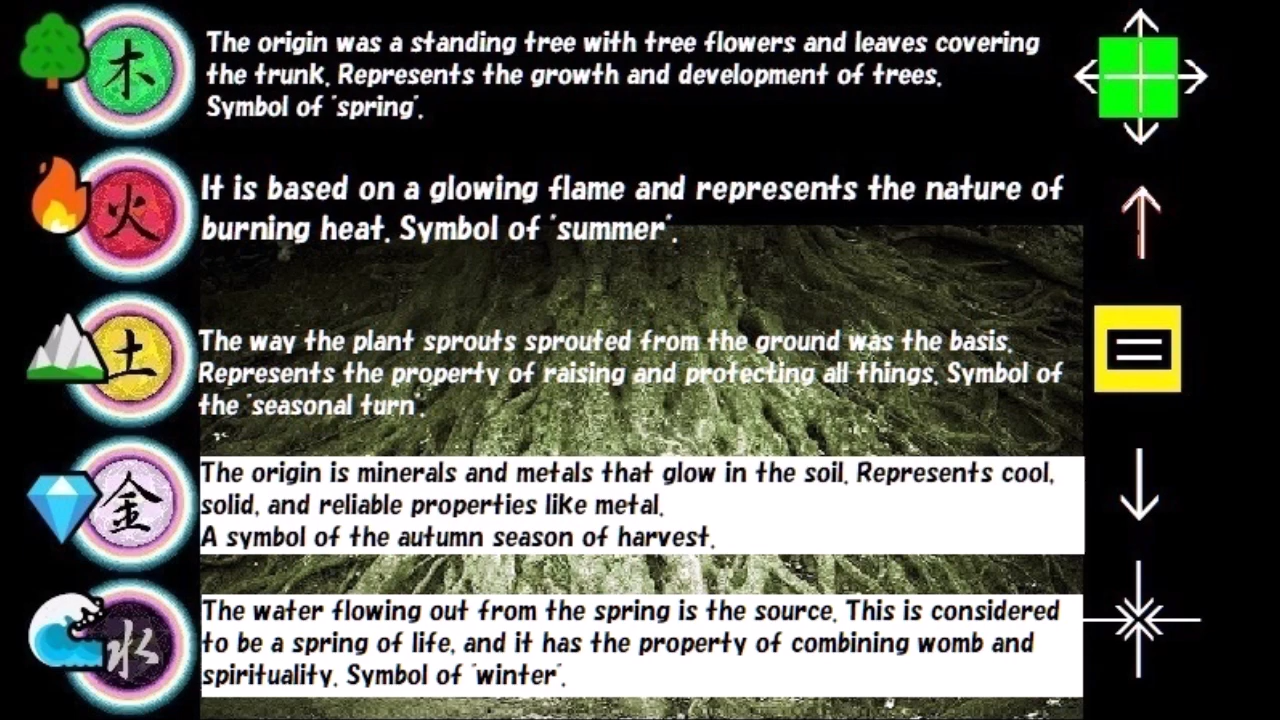 木
The origin was a standing tree with tree flowers and leaves covering
the trunk. Represents the growth and development of trees.
Symbol of 'spring'.
火
It is based on a glowing flame and represents the nature of
burning heat. Symbol of 'summer'.
土
The way the plant sprouts sprouted from the ground was the basis.
Represents the property of raising and protecting all things. Symbol of
the 'seasonal turn'.
金
The origin is minerals and metals that glow in the soil. Represents cool,
solid, and reliable properties like metal.
A symbol of the autumn season of harvest.
水
The water flowing out from the spring is the source. This is considered
to be a spring of life, and it has the property of combining womb and
spirituality. Symbol of 'winter'.